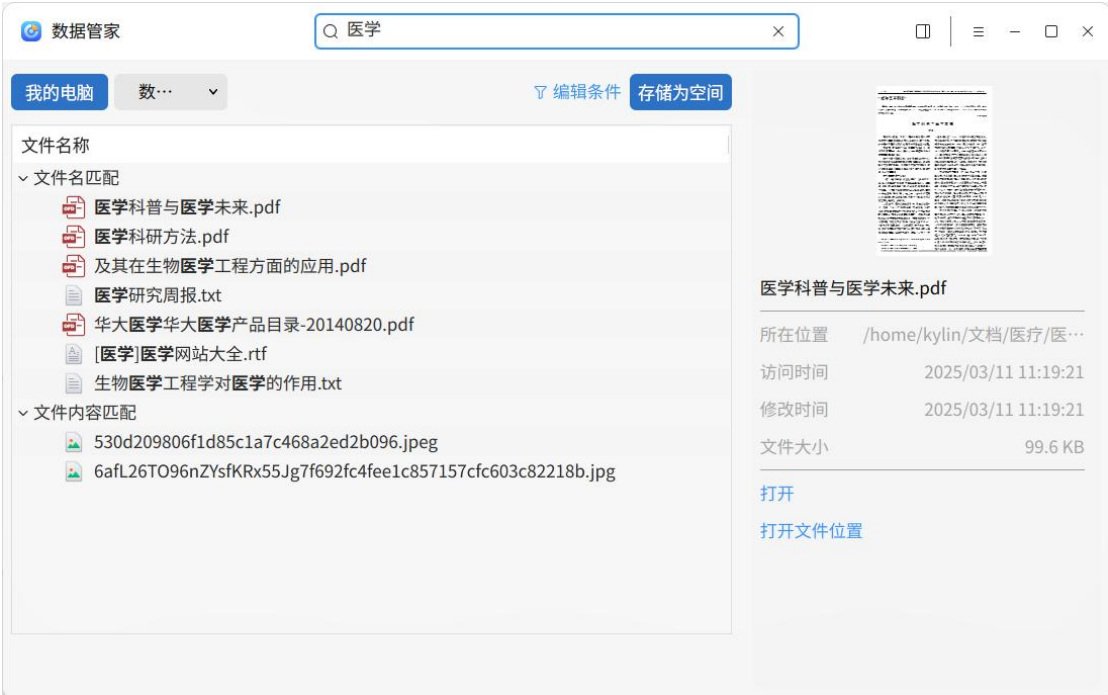 数据管家
医学
我的电脑
数…
编辑条件
存储为空间
文件名称
文件名匹配
医学科普与医学未来.pdf
医学科研方法.pdf
及其在生物医学工程方面的应用.pdf
医学研究周报.txt
华大医学华大医学产品目录-20140820.pdf
[医学]医学网站大全.rtf
生物医学工程学对医学的作用.txt
文件内容匹配
530d209806f1d85c1a7c468a2ed2b096.jpeg
6afL26TO96nZYsfKRx55Jg7f692fc4fee1c857157cfc603c82218b.jpg
医学科普与医学未来.pdf
所在位置 /home/kylin/文档/医疗/医…
访问时间 2025/03/11 11:19:21
修改时间 2025/03/11 11:19:21
文件大小 99.6 KB
打开
打开文件位置